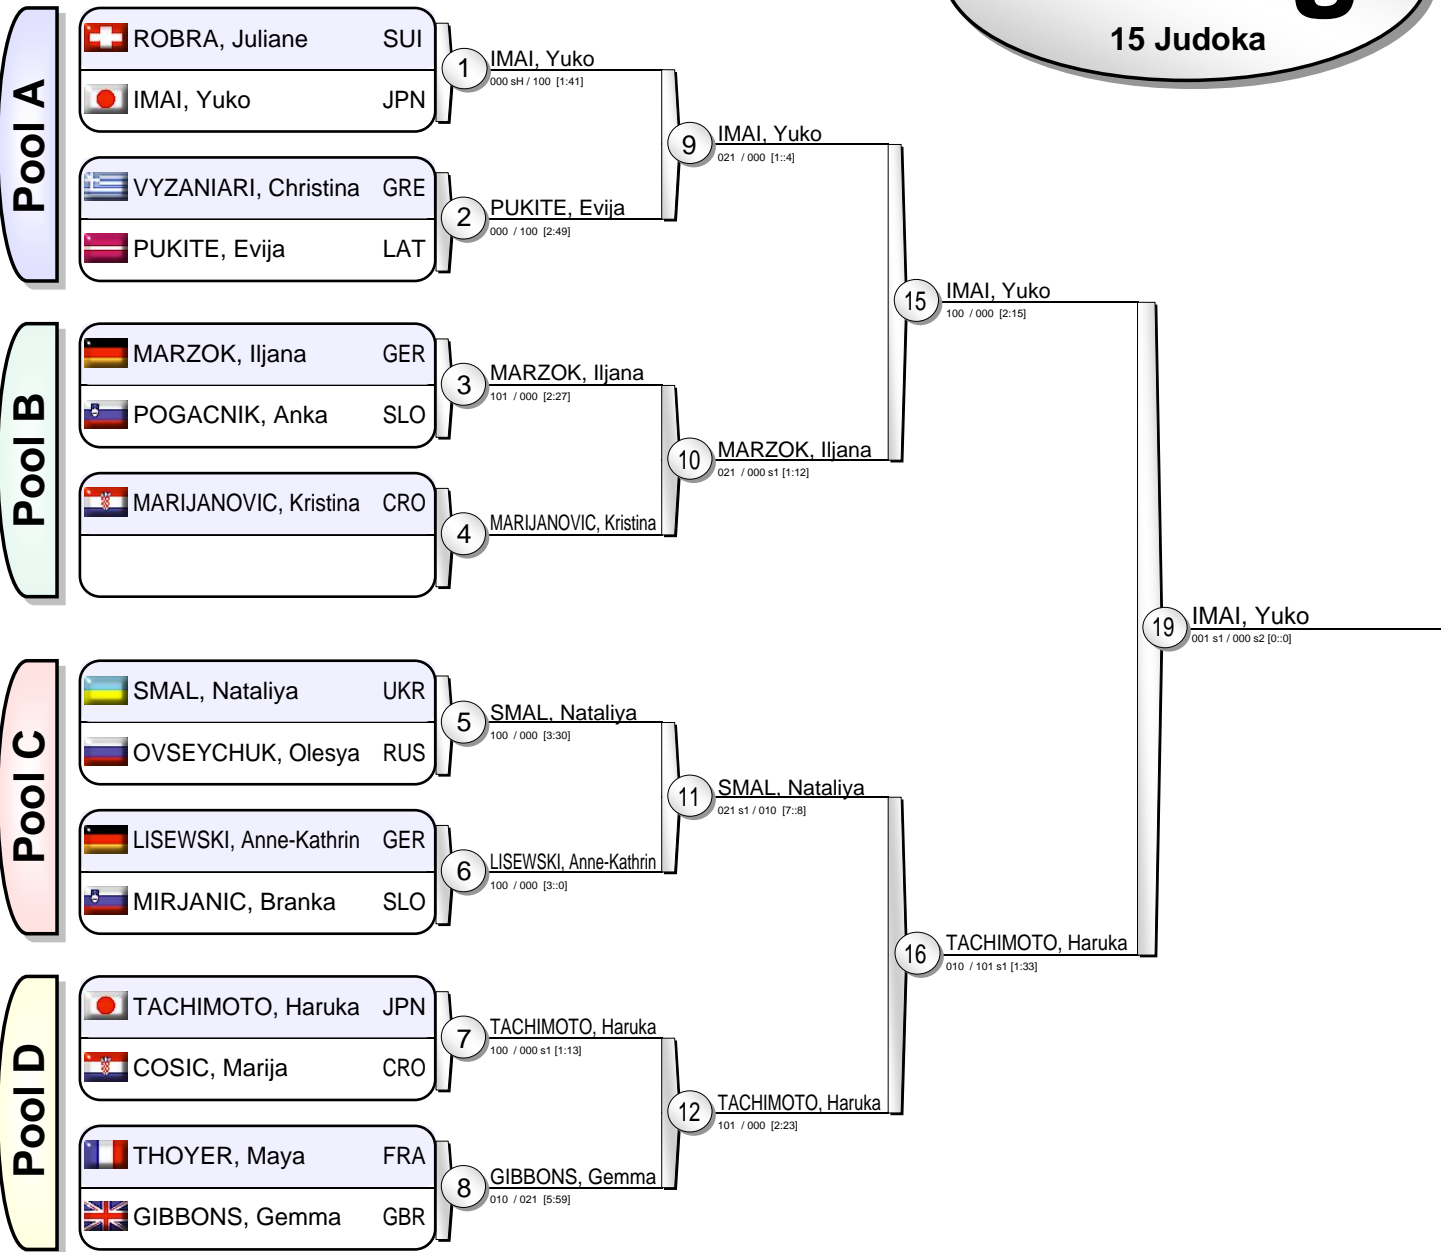 15 Judoka
Pool A
ROBRA, Juliane SUI
IMAI, Yuko JPN
1
IMAI, Yuko
000 sH / 100 [1:41]
VYZANIARI, Christina GRE
PUKITE, Evija LAT
2
PUKITE, Evija
000 / 100 [2:49]
9
IMAI, Yuko
021 / 000 [1::4]
Pool B
MARZOK, Iljana GER
POGACNIK, Anka SLO
3
MARZOK, Iljana
101 / 000 [2:27]
MARIJANOVIC, Kristina CRO
4
MARIJANOVIC, Kristina
10
MARZOK, Iljana
021 / 000 s1 [1:12]
15
IMAI, Yuko
100 / 000 [2:15]
Pool C
SMAL, Nataliya UKR
OVSEYCHUK, Olesya RUS
5
SMAL, Nataliya
100 / 000 [3:30]
LISEWSKI, Anne-Kathrin GER
MIRJANIC, Branka SLO
6
LISEWSKI, Anne-Kathrin
100 / 000 [3::0]
11
SMAL, Nataliya
021 s1 / 010 [7::8]
Pool D
TACHIMOTO, Haruka JPN
COSIC, Marija CRO
7
TACHIMOTO, Haruka
100 / 000 s1 [1:13]
THOYER, Maya FRA
GIBBONS, Gemma GBR
8
GIBBONS, Gemma
010 / 021 [5:59]
12
TACHIMOTO, Haruka
101 / 000 [2:23]
16
TACHIMOTO, Haruka
010 / 101 s1 [1:33]
19
IMAI, Yuko
001 s1 / 000 s2 [0::0]